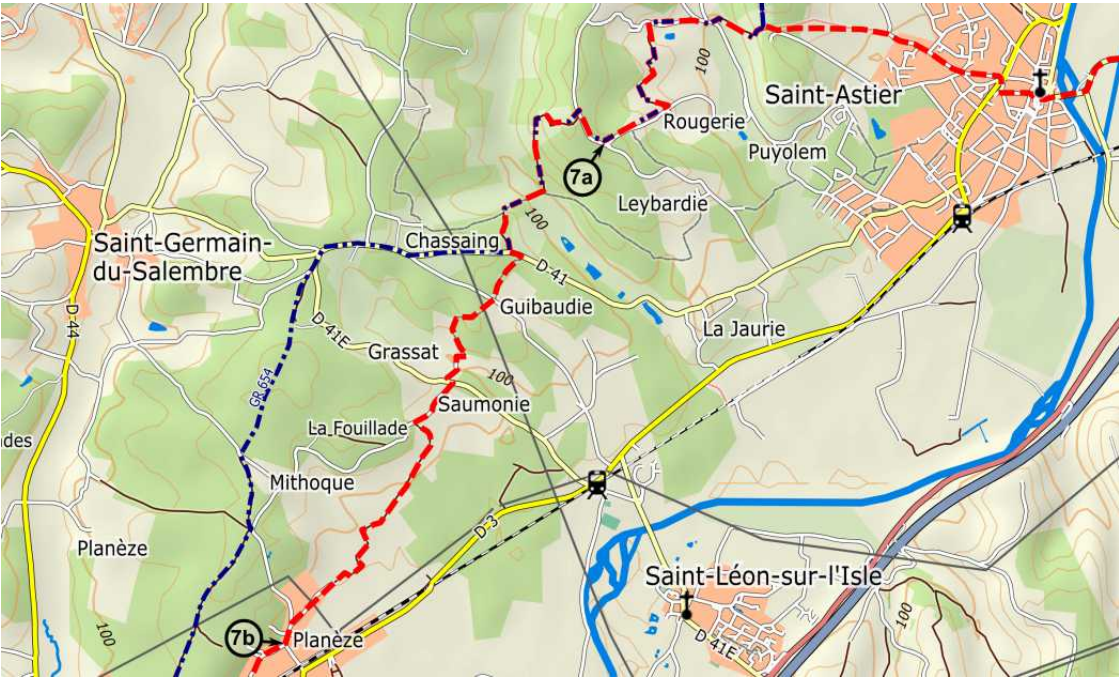 100
Saint-Astier
Rougerie
Puyolem
7a
Leybardie
100
Saint-Germain-
du-Salembre
Chassaing
D-41
Guibaudie
D-44
D-41E
La Jaurie
Grassat
100
GR 654
Saumonie
La Fouillade
des
Mithoque
D-3
Planèze
Saint-Léon-sur-l'Isle
100
100
7b
Planèze
D 41E